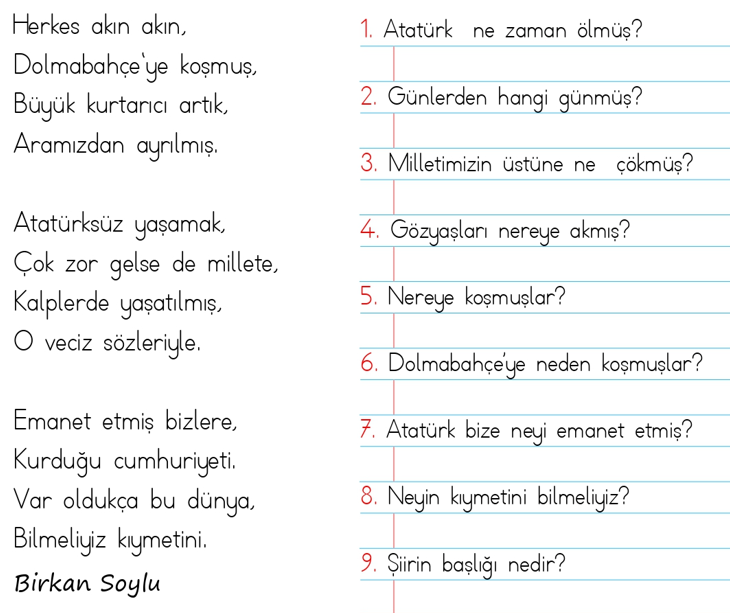 Herkes akın akın,
Dolmabahçe'ye koşmuş,
Büyük kurtarıcı artık,
Aramızdan ayrılmış.
Atatürksüz yaşamak,
Çok zor gelse de millete,
Kalplerde yaşatılmış,
O veciz sözleriyle.
Emanet etmiş bizlere,
Kurduğu cumhuriyeti.
Var oldukça bu dünya,
Bilmeliyiz kıymetini.
Birkan Soylu
1. Atatürk ne zaman ölmüş?
2. Günlerden hangi günmüş?
3. Milletimizin üstüne ne çökmüş?
4. Gözyaşları nereye akmış?
5. Nereye koşmuşlar?
6. Dolmabahçe'ye neden koşmuşlar?
7. Atatürk bize neyi emanet etmiş?
8. Neyin kıymetini bilmeliyiz?
9. Şiirin başlığı nedir?